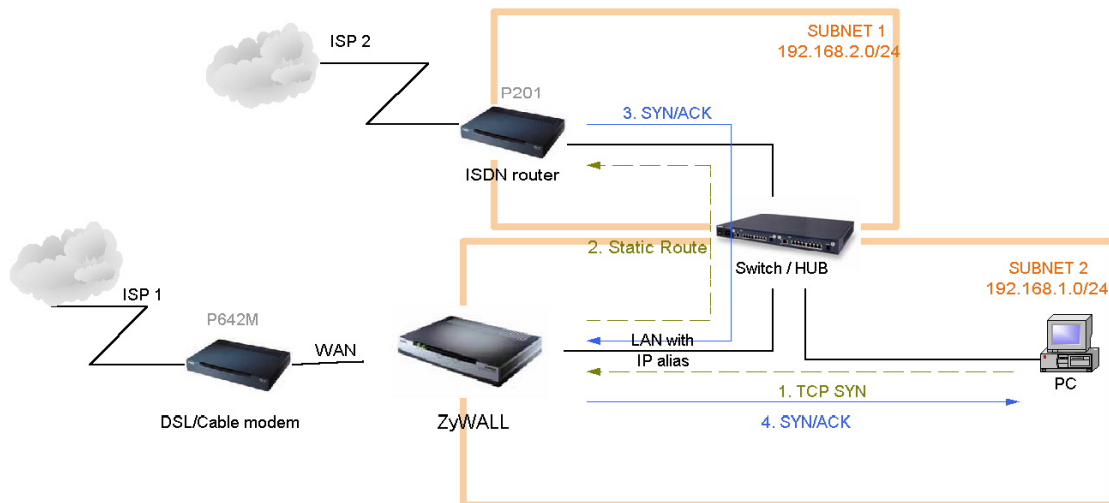 SUBNET 1
192.168.2.0/24
ISP 2
P201
3. SYN/ACK
ISDN router
2. Static Route
Switch / HUB
SUBNET 2
192.168.1.0/24
ISP 1
P642M
WAN
LAN with
IP alias
PC
1. TCP SYN
DSL/Cable modem
ZyWALL
4. SYN/ACK